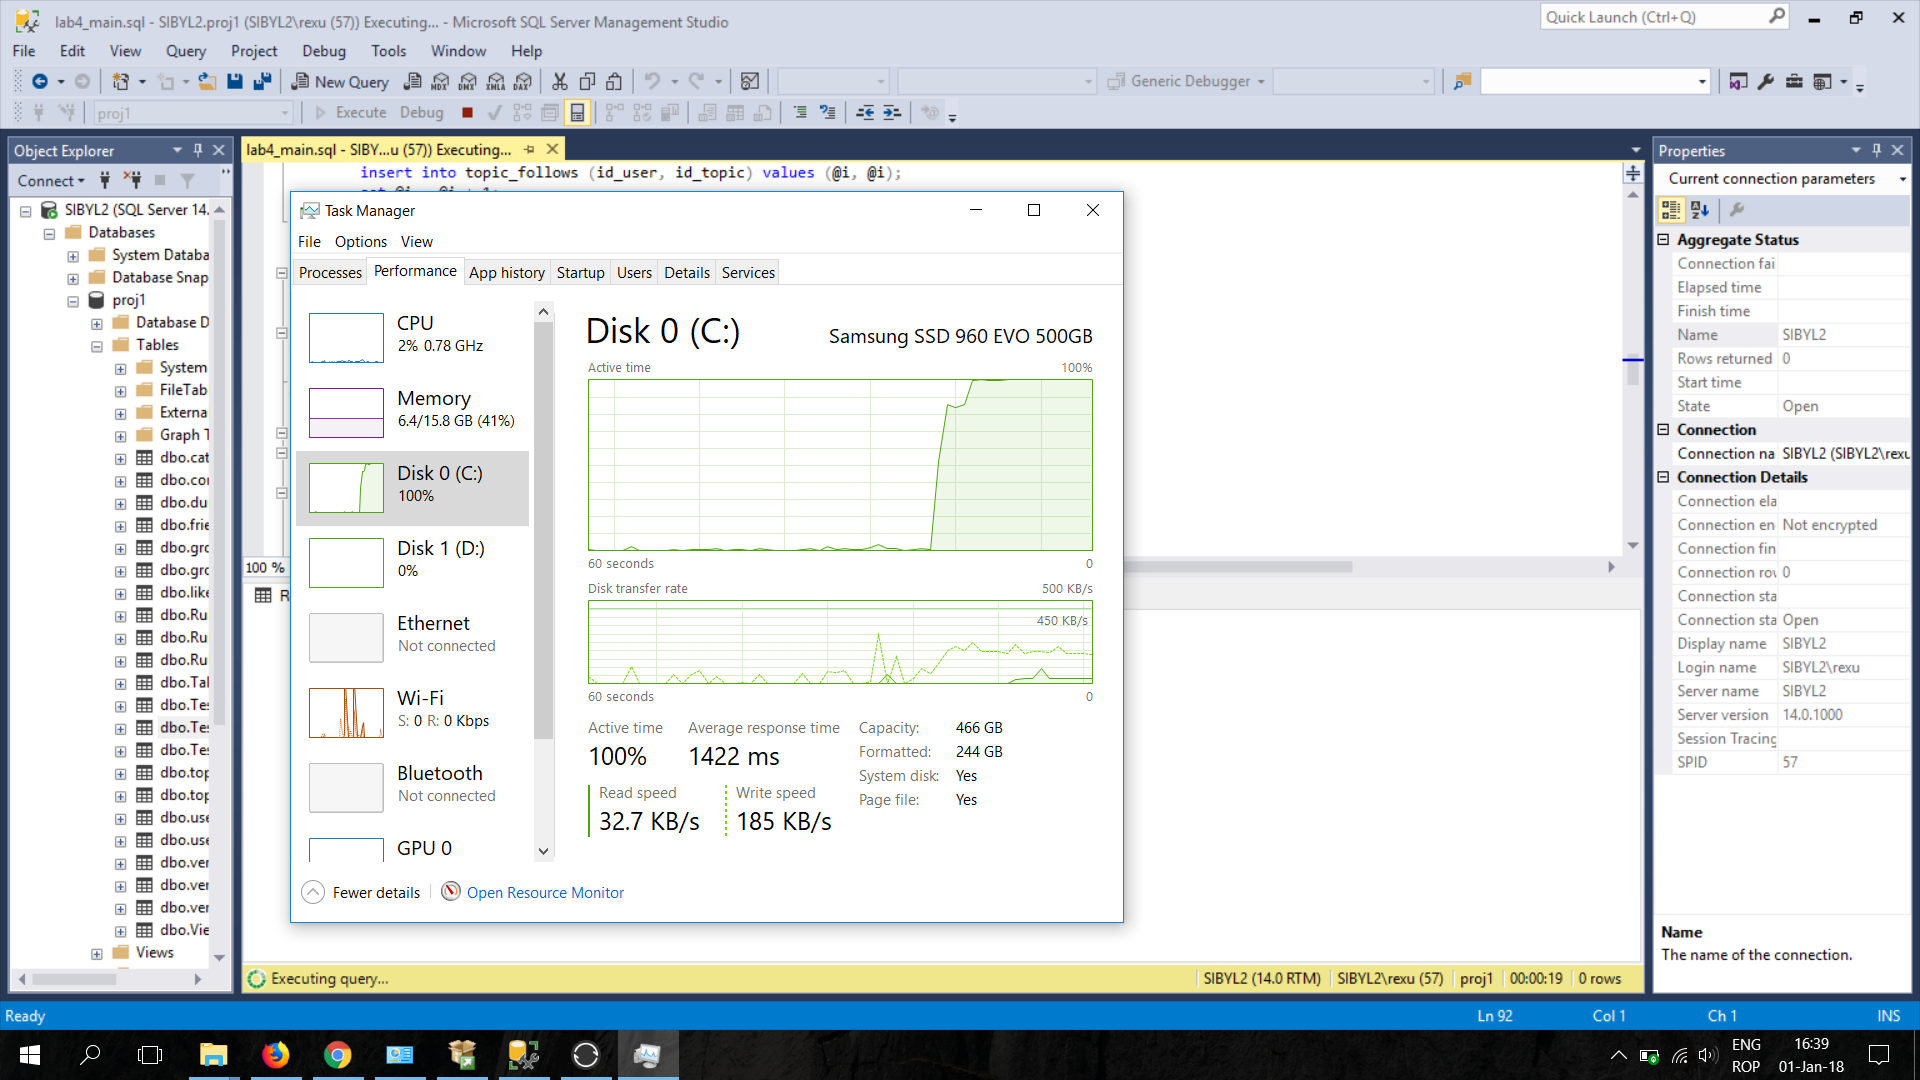 lab4_main.sql - SIBYL2.proj1 (SIBYL2\rexu (57)) Executing... - Microsoft SQL Server Management Studio
Quick Launch (Ctrl+Q)
File Edit View Query Project Debug Tools Window Help
New Query
MDX DMX XMLA DAX
Generic Debugger
proj1
Execute Debug
Object Explorer
Connect
SIBYL2 (SQL Server 14.
Databases
System Databa
Database Snap
proj1
Database D
Tables
System
FileTab
Externa
Graph T
dbo.cat
dbo.con
dbo.du
dbo.frie
dbo.gro
dbo.gro
dbo.like
dbo.Ru
dbo.Ru
dbo.Ru
dbo.Tal
dbo.Tes
dbo.Tes
dbo.Tes
dbo.top
dbo.top
dbo.use
dbo.use
dbo.ver
dbo.ver
dbo.ver
dbo.Vie
Views
lab4_main.sql - SIBY...u (57)) Executing...
insert into topic_follows (id_user, id_topic) values (@i, @i);
100 %
R
Task Manager
File Options View
Processes Performance App history Startup Users Details Services
CPU
2% 0.78 GHz
Memory
6.4/15.8 GB (41%)
Disk 0 (C:)
100%
Disk 1 (D:)
0%
Ethernet
Not connected
Wi-Fi
S: 0 R: 0 Kbps
Bluetooth
Not connected
GPU 0
Disk 0 (C:)
Samsung SSD 960 EVO 500GB
Active time 100%
60 seconds 0
Disk transfer rate 500 KB/s
450 KB/s
60 seconds 0
Active time Average response time
100% 1422 ms
Read speed Write speed
32.7 KB/s 185 KB/s
Capacity: 466 GB
Formatted: 244 GB
System disk: Yes
Page file: Yes
Fewer details
Open Resource Monitor
Executing query...
SIBYL2 (14.0 RTM) SIBYL2\rexu (57) proj1 00:00:19 0 rows
Properties
Current connection parameters
Aggregate Status
Connection fai
Elapsed time
Finish time
Name SIBYL2
Rows returned 0
Start time
State Open
Connection
Connection na SIBYL2 (SIBYL2\rexu
Connection Details
Connection ela
Connection en Not encrypted
Connection fin
Connection rov 0
Connection sta
Connection sta Open
Display name SIBYL2
Login name SIBYL2\rexu
Server name SIBYL2
Server version 14.0.1000
Session Tracing
SPID 57
Name
The name of the connection.
Ready
Ln 92 Col 1 Ch 1 INS
ENG
ROP
16:39
01-Jan-18